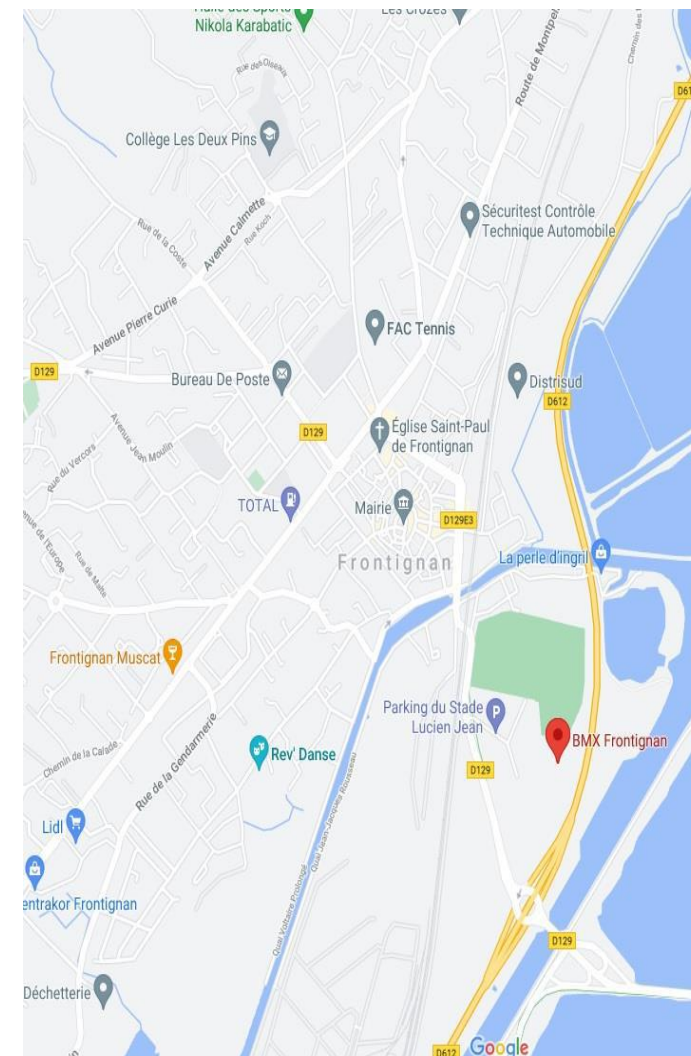 Nikola Karabatic
Les Crozes
Rue des Oiseaux
Route de Montpel
Chemin des
D61
Collège Les Deux Pins
Avenue Calmette
Rue Koch
Rue de la Coste
Sécuritest Contrôle
Technique Automobile
Avenue Pierre Curie
FAC Tennis
D129
Bureau De Poste
Distrisud
D612
Avenue Jean Moulin
Rue du Vercors
D129
Église Saint-Paul
de Frontignan
TOTAL
Mairie
D129E3
enue de l'Europe
Rue de Malte
Frontignan
La perle d'ingril
Frontignan Muscat
Parking du Stade
Lucien Jean
BMX Frontignan
Chemin de la Calade
Rue de la Gendarmerie
Rev' Danse
D129
Quai Jean-Jacques Rousseau
Lidl
entrakor Frontignan
Quai Voltaire Prolongé
D129
Déchetterie
Google
D612